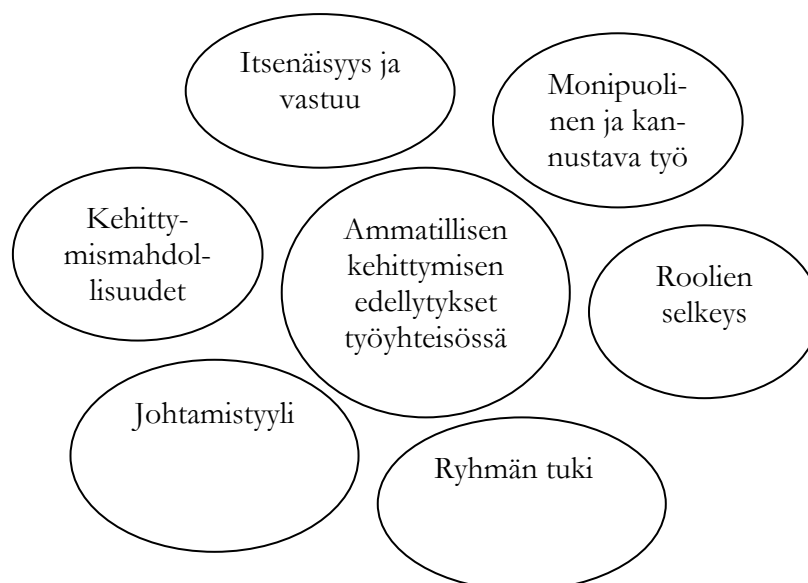 Itsenäisyys ja
vastuu
Monipuoli-
nen ja kan-
nustava työ
Kehitty-
mismahdol-
lisuudet
Ammatillisen
kehittymisen
edellytykset
työyhteisössä
Roolien
selkeys
Johtamistyyli
Ryhmän tuki